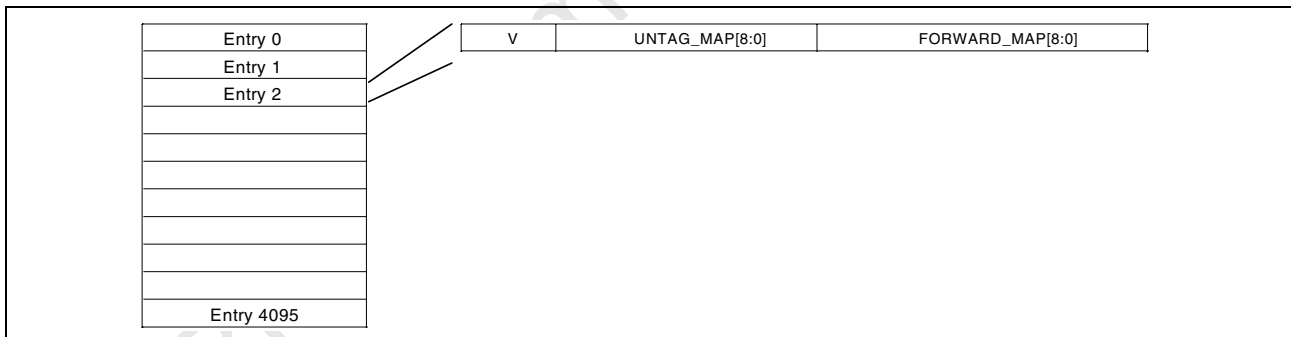 Entry 0
V UNTAG_MAP[8:0] FORWARD_MAP[8:0]
Entry 1
Entry 2
Entry 4095